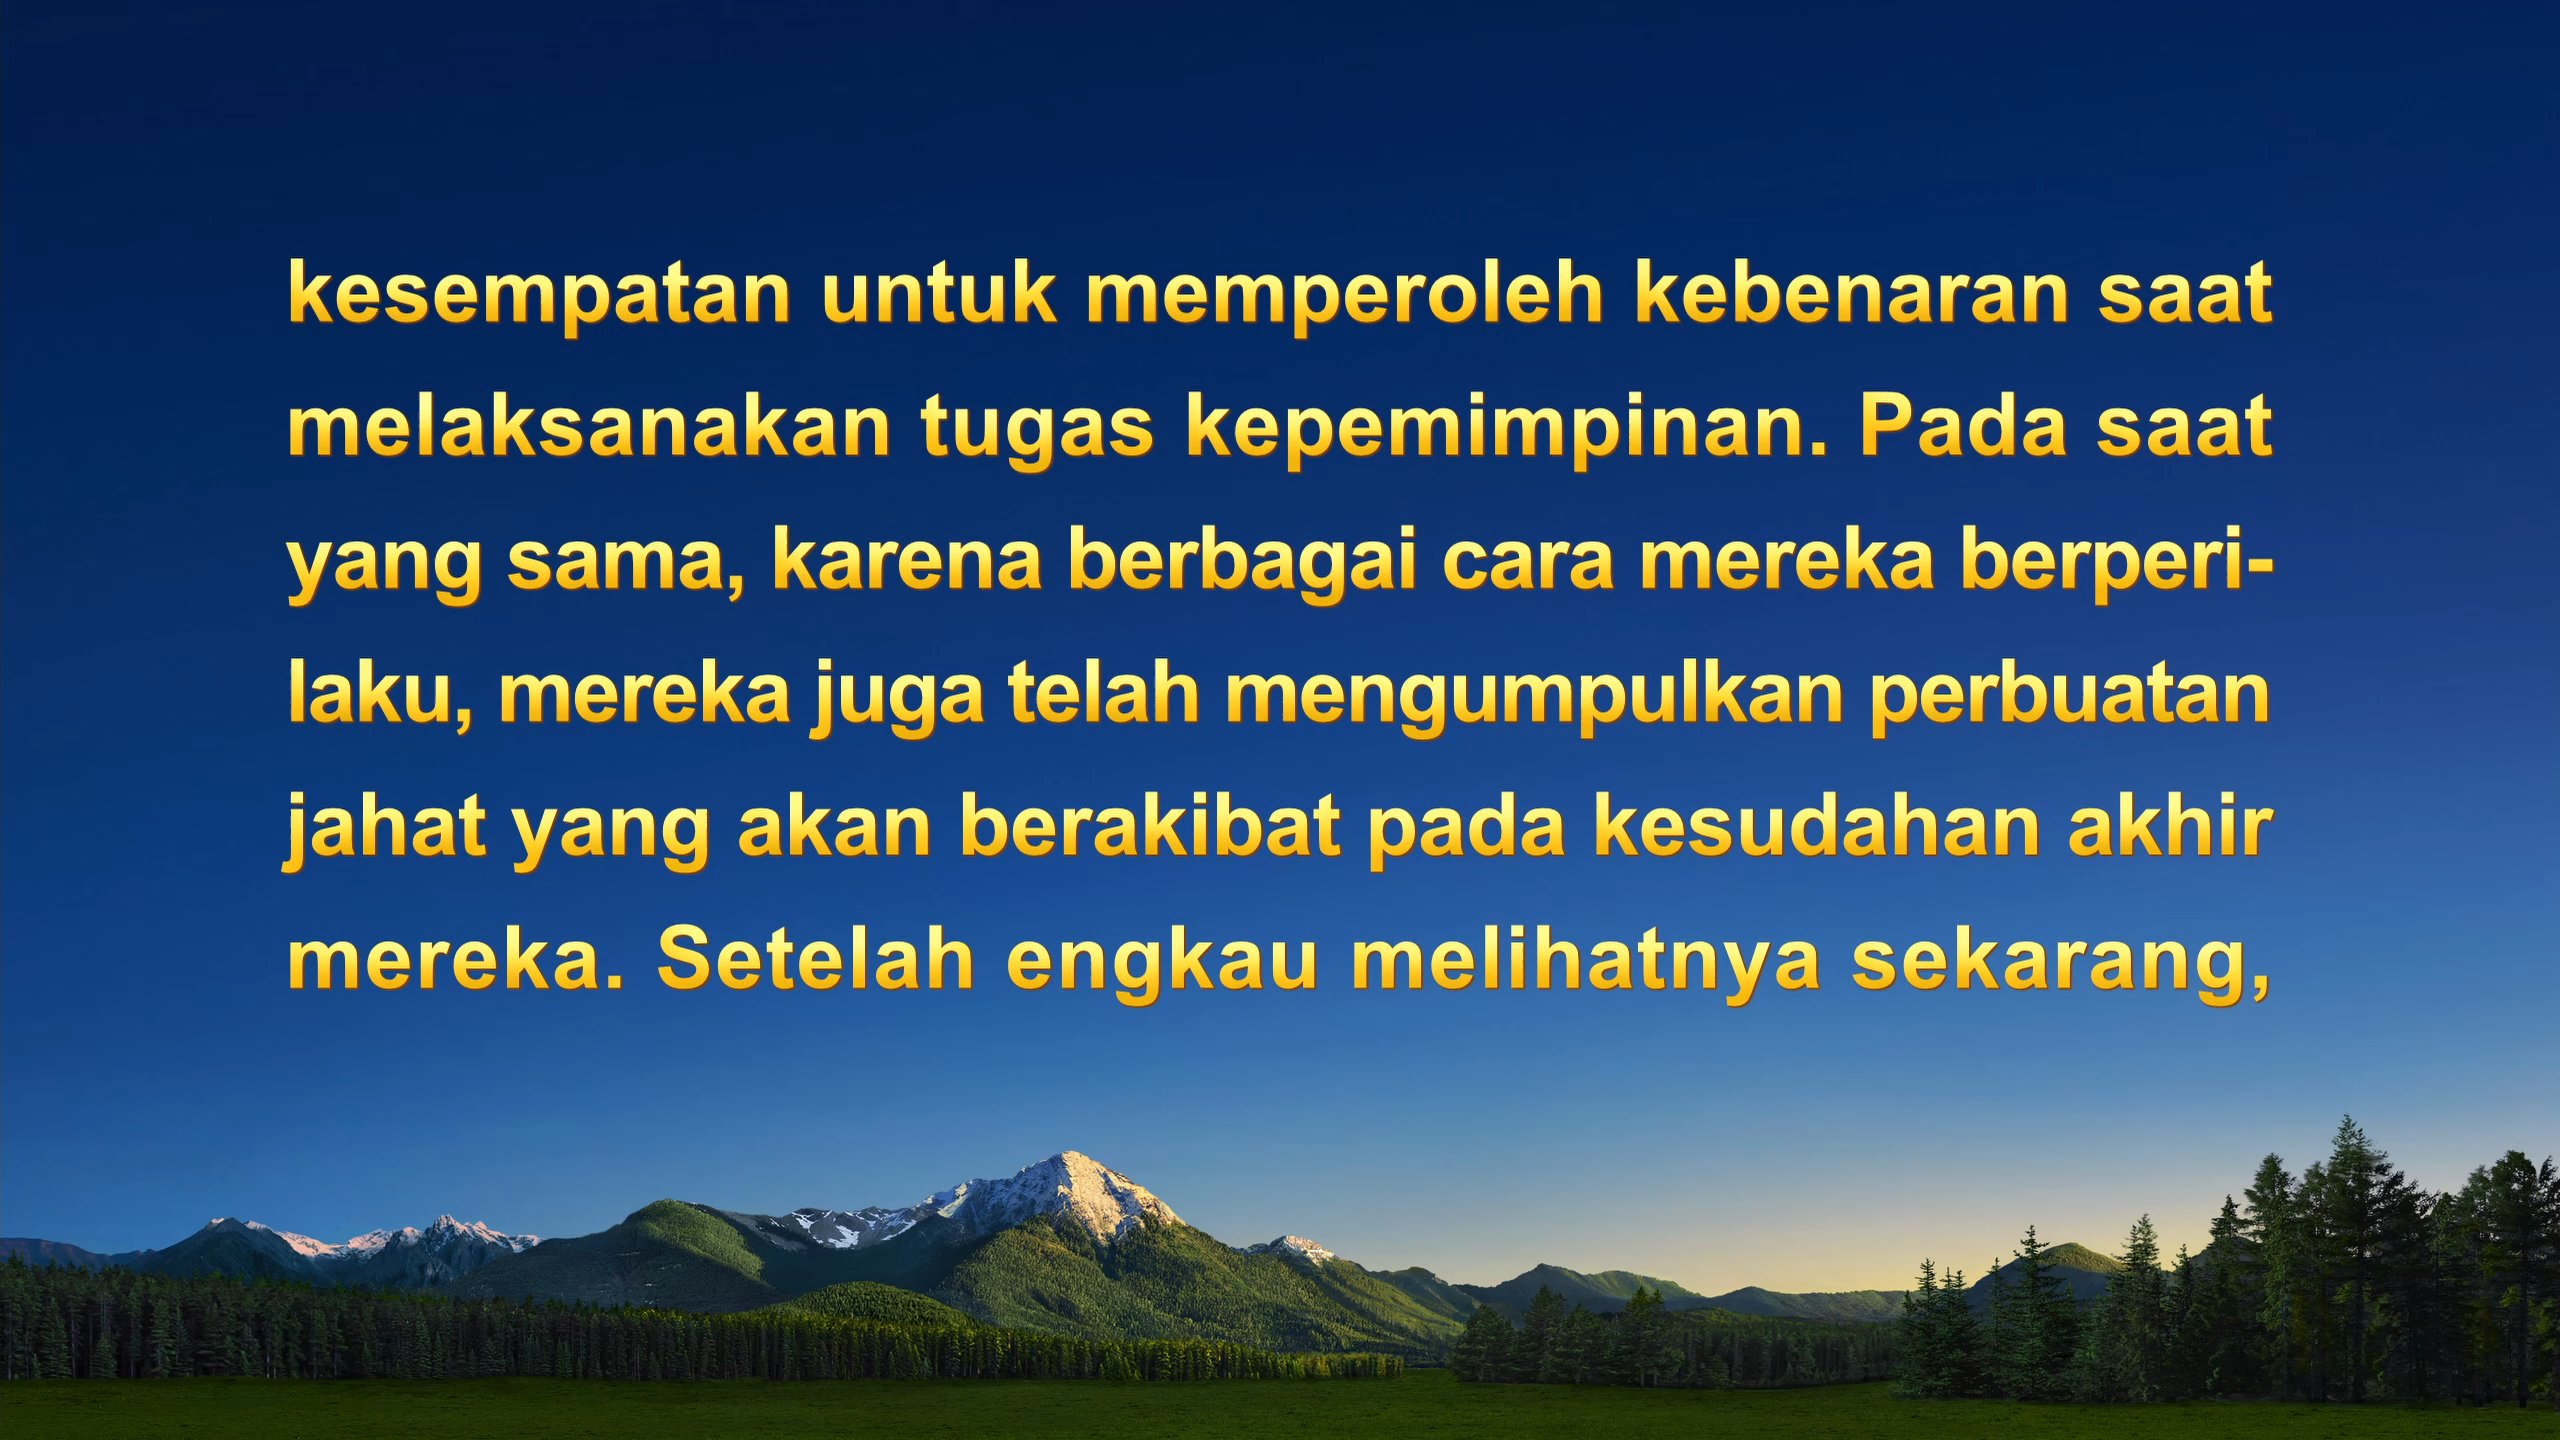 kesempatan untuk memperoleh kebenaran saat
melaksanakan tugas kepemimpinan. Pada saat
yang sama, karena berbagai cara mereka berperi-
laku, mereka juga telah mengumpulkan perbuatan
jahat yang akan berakibat pada kesudahan akhir
mereka. Setelah engkau melihatnya sekarang,